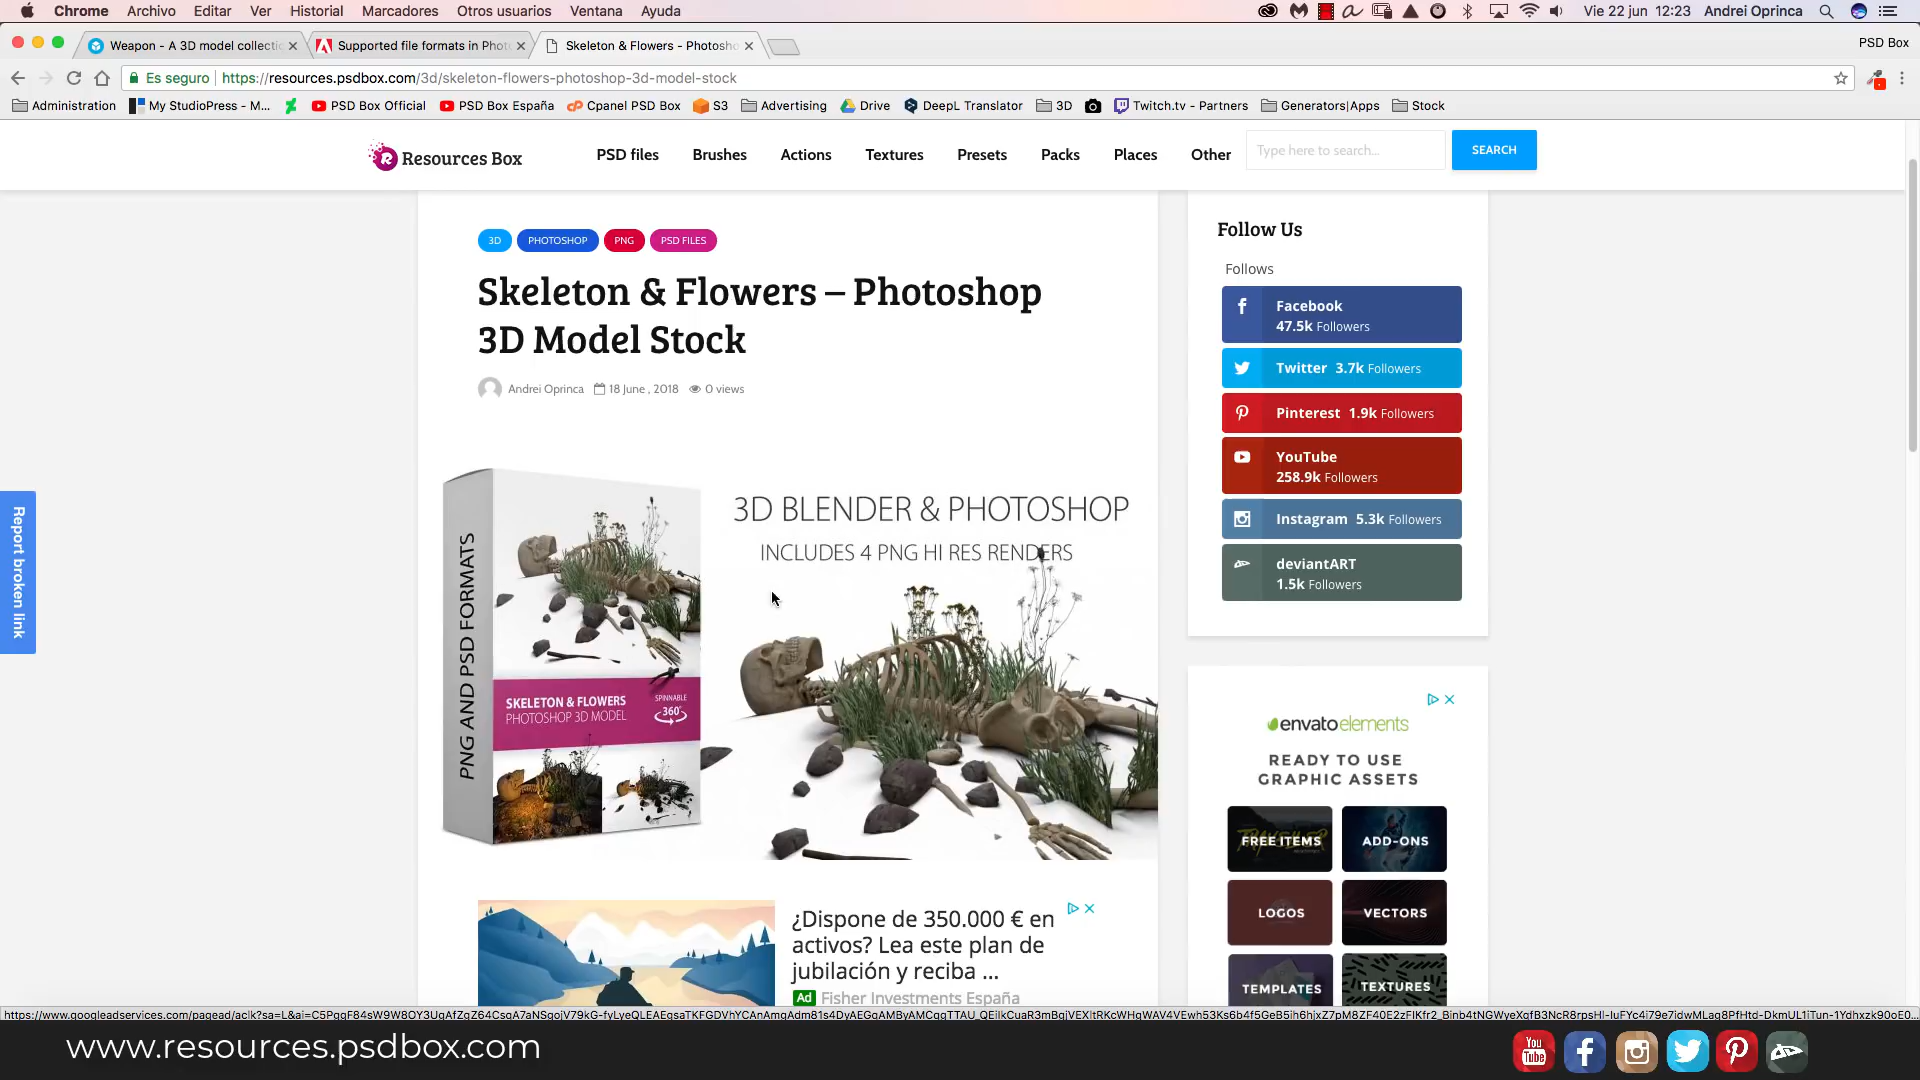 Chrome Archivo Editar Ver Historial Marcadores Otros usuarios Ventana Ayuda Vie 22 jun 12:23 Andrei Oprinca
Weapon - A 3D model collecti Supported file formats in Phot Skeleton & Flowers - Photosho PSD Box
Es seguro https://resources.psdbox.com/3d/skeleton-flowers-photoshop-3d-model-stock
Administration My StudioPress - M... PSD Box Official PSD Box España Cpanel PSD Box S3 Advertising Drive DeepL Translator 3D Twitch.tv - Partners Generators|Apps Stock
Resources Box PSD files Brushes Actions Textures Presets Packs Places Other Type here to search... SEARCH
3D PHOTOSHOP PNG PSD FILES
Skeleton & Flowers – Photoshop
3D Model Stock
Andrei Oprinca 18 June , 2018 0 views
PNG AND PSD FORMATS
SKELETON & FLOWERS
PHOTOSHOP 3D MODEL
SPINNABLE
360°
3D BLENDER & PHOTOSHOP
INCLUDES 4 PNG HI RES RENDERS
¿Dispone de 350.000 € en
activos? Lea este plan de
jubilación y reciba ...
Ad Fisher Investments España
Report broken link
Follow Us
Follows
Facebook
47.5k Followers
Twitter 3.7k Followers
Pinterest 1.9k Followers
YouTube
258.9k Followers
Instagram 5.3k Followers
deviantART
1.5k Followers
envatoelements
READY TO USE
GRAPHIC ASSETS
FREE ITEMS ADD-ONS
LOGOS VECTORS
TEMPLATES TEXTURES
www.resources.psdbox.com
You
Tube